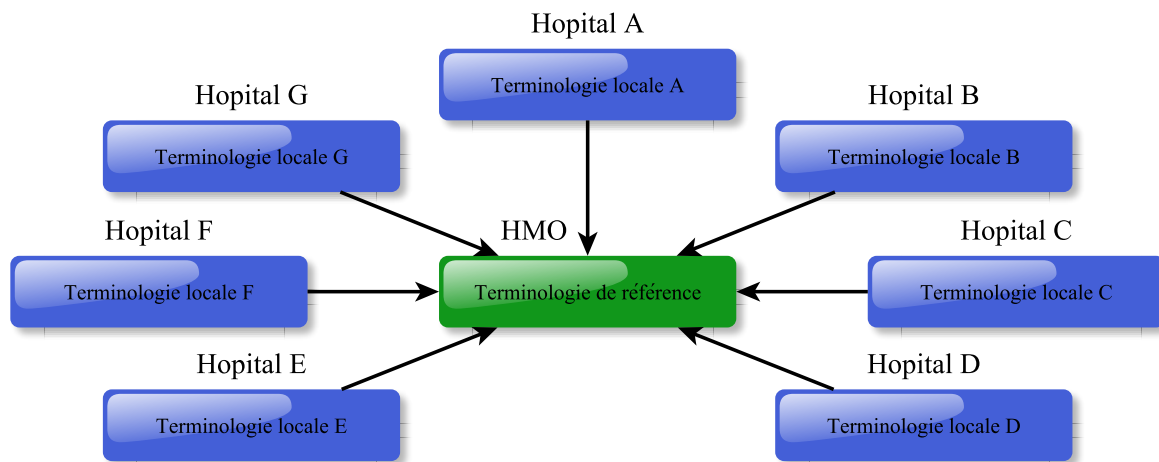 Hopital A
Terminologie locale A
Hopital G
Hopital B
Terminologie locale G
Terminologie locale B
Hopital F
HMO
Hopital C
Terminologie locale F
Terminologie de référence
Terminologie locale C
Hopital E
Hopital D
Terminologie locale E
Terminologie locale D